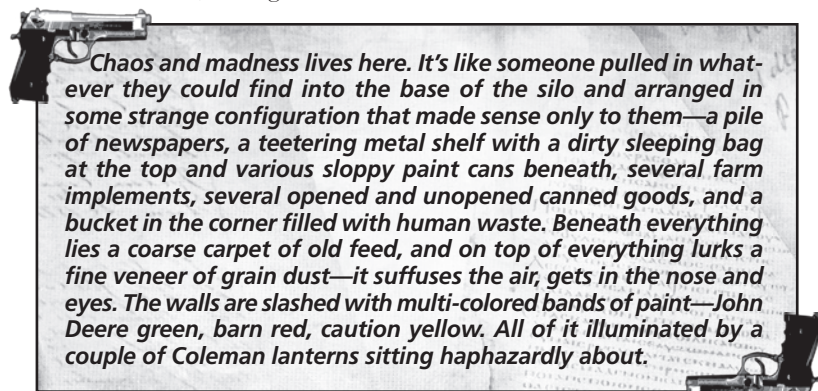 Chaos and madness lives here. It’s like someone pulled in what-
ever they could find into the base of the silo and arranged in
some strange configuration that made sense only to them—a pile
of newspapers, a teetering metal shelf with a dirty sleeping bag
at the top and various sloppy paint cans beneath, several farm
implements, several opened and unopened canned goods, and a
bucket in the corner filled with human waste. Beneath everything
lies a coarse carpet of old feed, and on top of everything lurks a
fine veneer of grain dust—it suffuses the air, gets in the nose and
eyes. The walls are slashed with multi-colored bands of paint—John
Deere green, barn red, caution yellow. All of it illuminated by a
couple of Coleman lanterns sitting haphazardly about.